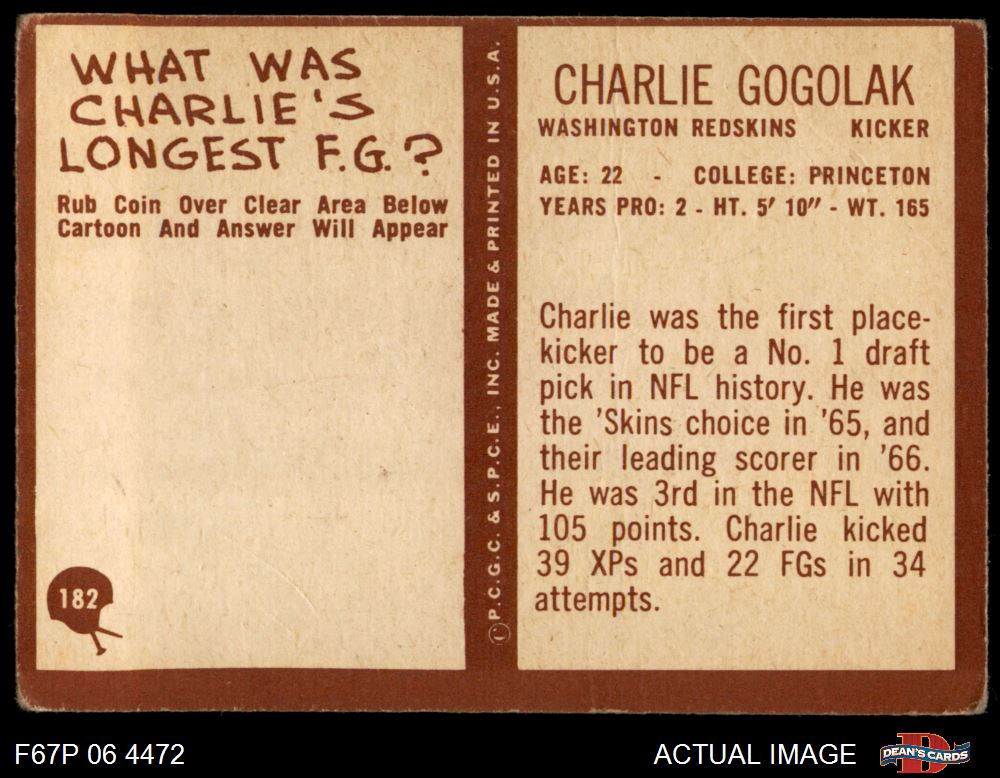 WHAT WAS
CHARLIE'S
LONGEST F.G.?
Rub Coin Over Clear Area Below
Cartoon And Answer Will Appear
182
©P.C.G.C. & S.P.C.E., INC. MADE & PRINTED IN U.S.A.
CHARLIE GOGOLAK
WASHINGTON REDSKINS KICKER
AGE: 22 - COLLEGE: PRINCETON
YEARS PRO: 2 - HT. 5' 10" - WT. 165
Charlie was the first place-
kicker to be a No. 1 draft
pick in NFL history. He was
the 'Skins choice in '65, and
their leading scorer in '66.
He was 3rd in the NFL with
105 points. Charlie kicked
39 XPs and 22 FGs in 34
attempts.
F67P 06 4472
ACTUAL IMAGE
DEAN'S CARDS